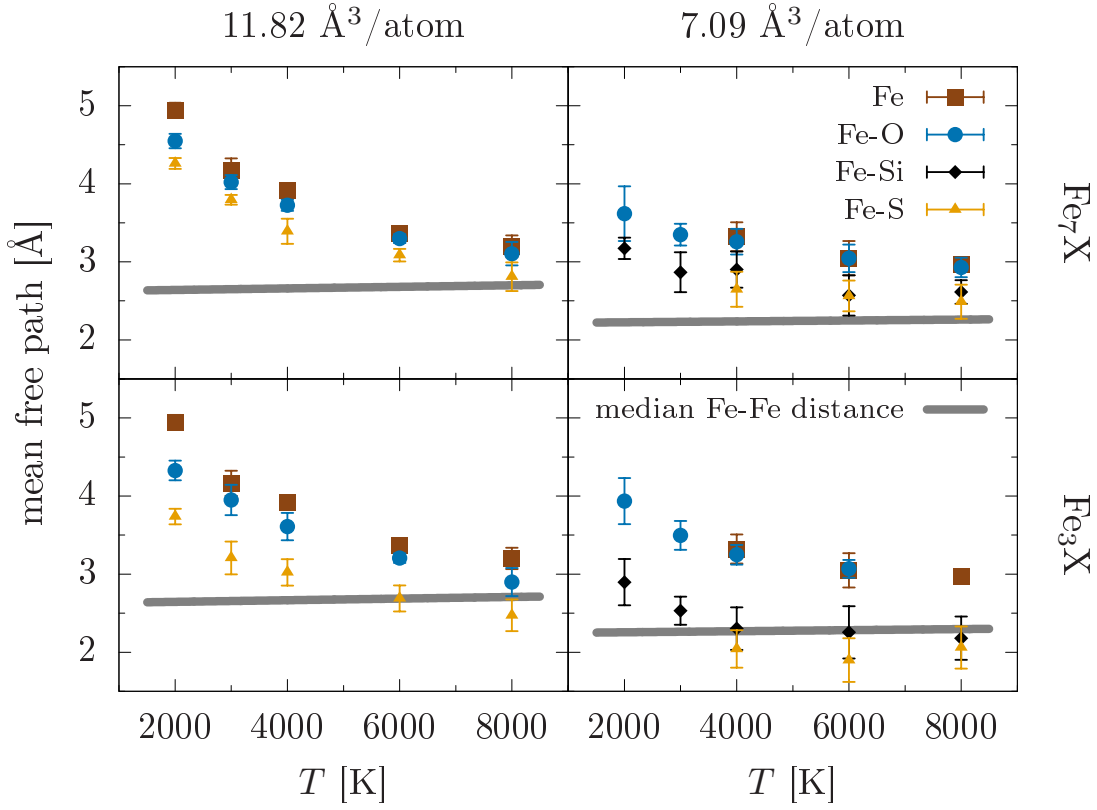 11.82 Å³/atom
7.09 Å³/atom
mean free path [Å]
5
4
3
2
5
4
3
2
Fe
Fe-O
Fe-Si
Fe-S
median Fe-Fe distance
Fe₇X
Fe₃X
2000 4000 6000 8000
2000 4000 6000 8000
T [K]
T [K]